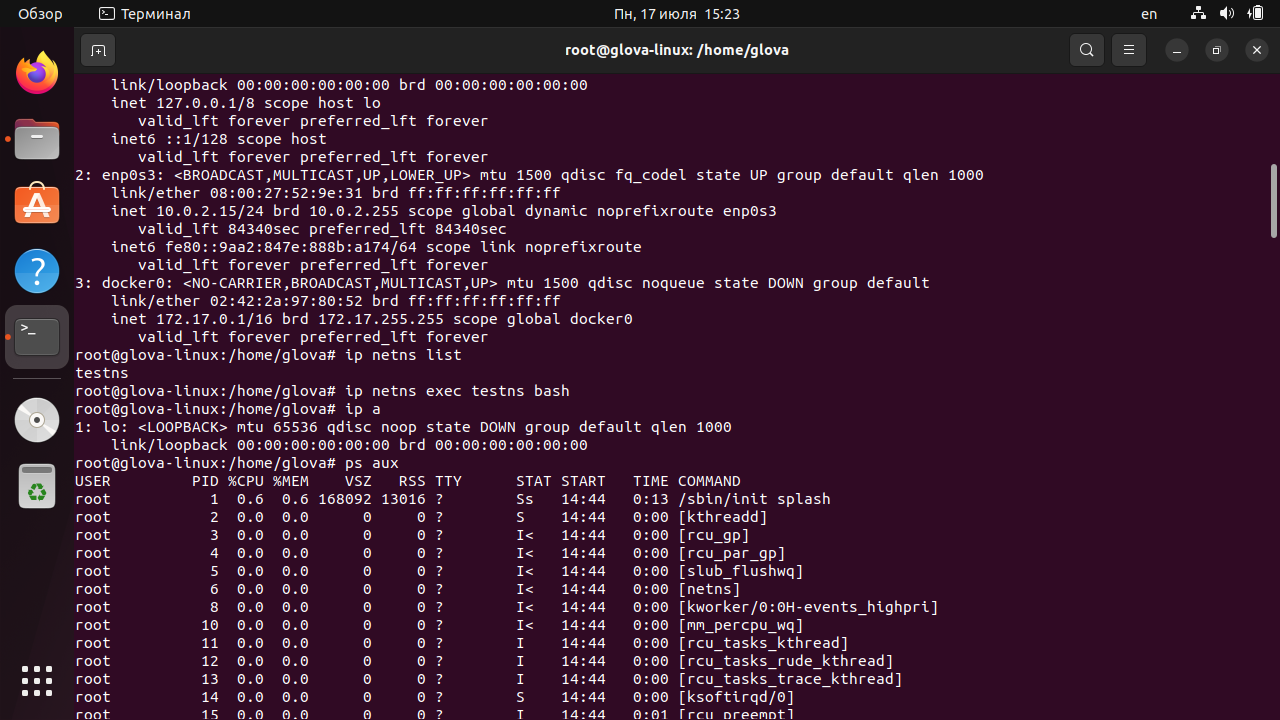 Обзор Терминал Пн, 17 июля 15:23 en
root@glova-linux: /home/glova
link/loopback 00:00:00:00:00:00 brd 00:00:00:00:00:00
inet 127.0.0.1/8 scope host lo
valid_lft forever preferred_lft forever
inet6 ::1/128 scope host
valid_lft forever preferred_lft forever
2: enp0s3: <BROADCAST,MULTICAST,UP,LOWER_UP> mtu 1500 qdisc fq_codel state UP group default qlen 1000
link/ether 08:00:27:52:9e:31 brd ff:ff:ff:ff:ff:ff
inet 10.0.2.15/24 brd 10.0.2.255 scope global dynamic noprefixroute enp0s3
valid_lft 84340sec preferred_lft 84340sec
inet6 fe80::9aa2:847e:888b:a174/64 scope link noprefixroute
valid_lft forever preferred_lft forever
3: docker0: <NO-CARRIER,BROADCAST,MULTICAST,UP> mtu 1500 qdisc noqueue state DOWN group default
link/ether 02:42:2a:97:80:52 brd ff:ff:ff:ff:ff:ff
inet 172.17.0.1/16 brd 172.17.255.255 scope global docker0
valid_lft forever preferred_lft forever
root@glova-linux:/home/glova# ip netns list
testns
root@glova-linux:/home/glova# ip netns exec testns bash
root@glova-linux:/home/glova# ip a
1: lo: <LOOPBACK> mtu 65536 qdisc noop state DOWN group default qlen 1000
link/loopback 00:00:00:00:00:00 brd 00:00:00:00:00:00
root@glova-linux:/home/glova# ps aux
USER PID %CPU %MEM VSZ RSS TTY STAT START TIME COMMAND
root 1 0.6 0.6 168092 13016 ? Ss 14:44 0:13 /sbin/init splash
root 2 0.0 0.0 0 0 ? S 14:44 0:00 [kthreadd]
root 3 0.0 0.0 0 0 ? I< 14:44 0:00 [rcu_gp]
root 4 0.0 0.0 0 0 ? I< 14:44 0:00 [rcu_par_gp]
root 5 0.0 0.0 0 0 ? I< 14:44 0:00 [slub_flushwq]
root 6 0.0 0.0 0 0 ? I< 14:44 0:00 [netns]
root 8 0.0 0.0 0 0 ? I< 14:44 0:00 [kworker/0:0H-events_highpri]
root 10 0.0 0.0 0 0 ? I< 14:44 0:00 [mm_percpu_wq]
root 11 0.0 0.0 0 0 ? I 14:44 0:00 [rcu_tasks_kthread]
root 12 0.0 0.0 0 0 ? I 14:44 0:00 [rcu_tasks_rude_kthread]
root 13 0.0 0.0 0 0 ? I 14:44 0:00 [rcu_tasks_trace_kthread]
root 14 0.0 0.0 0 0 ? S 14:44 0:00 [ksoftirqd/0]
root 15 0.0 0.0 0 0 ? I 14:44 0:01 [rcu_preempt]